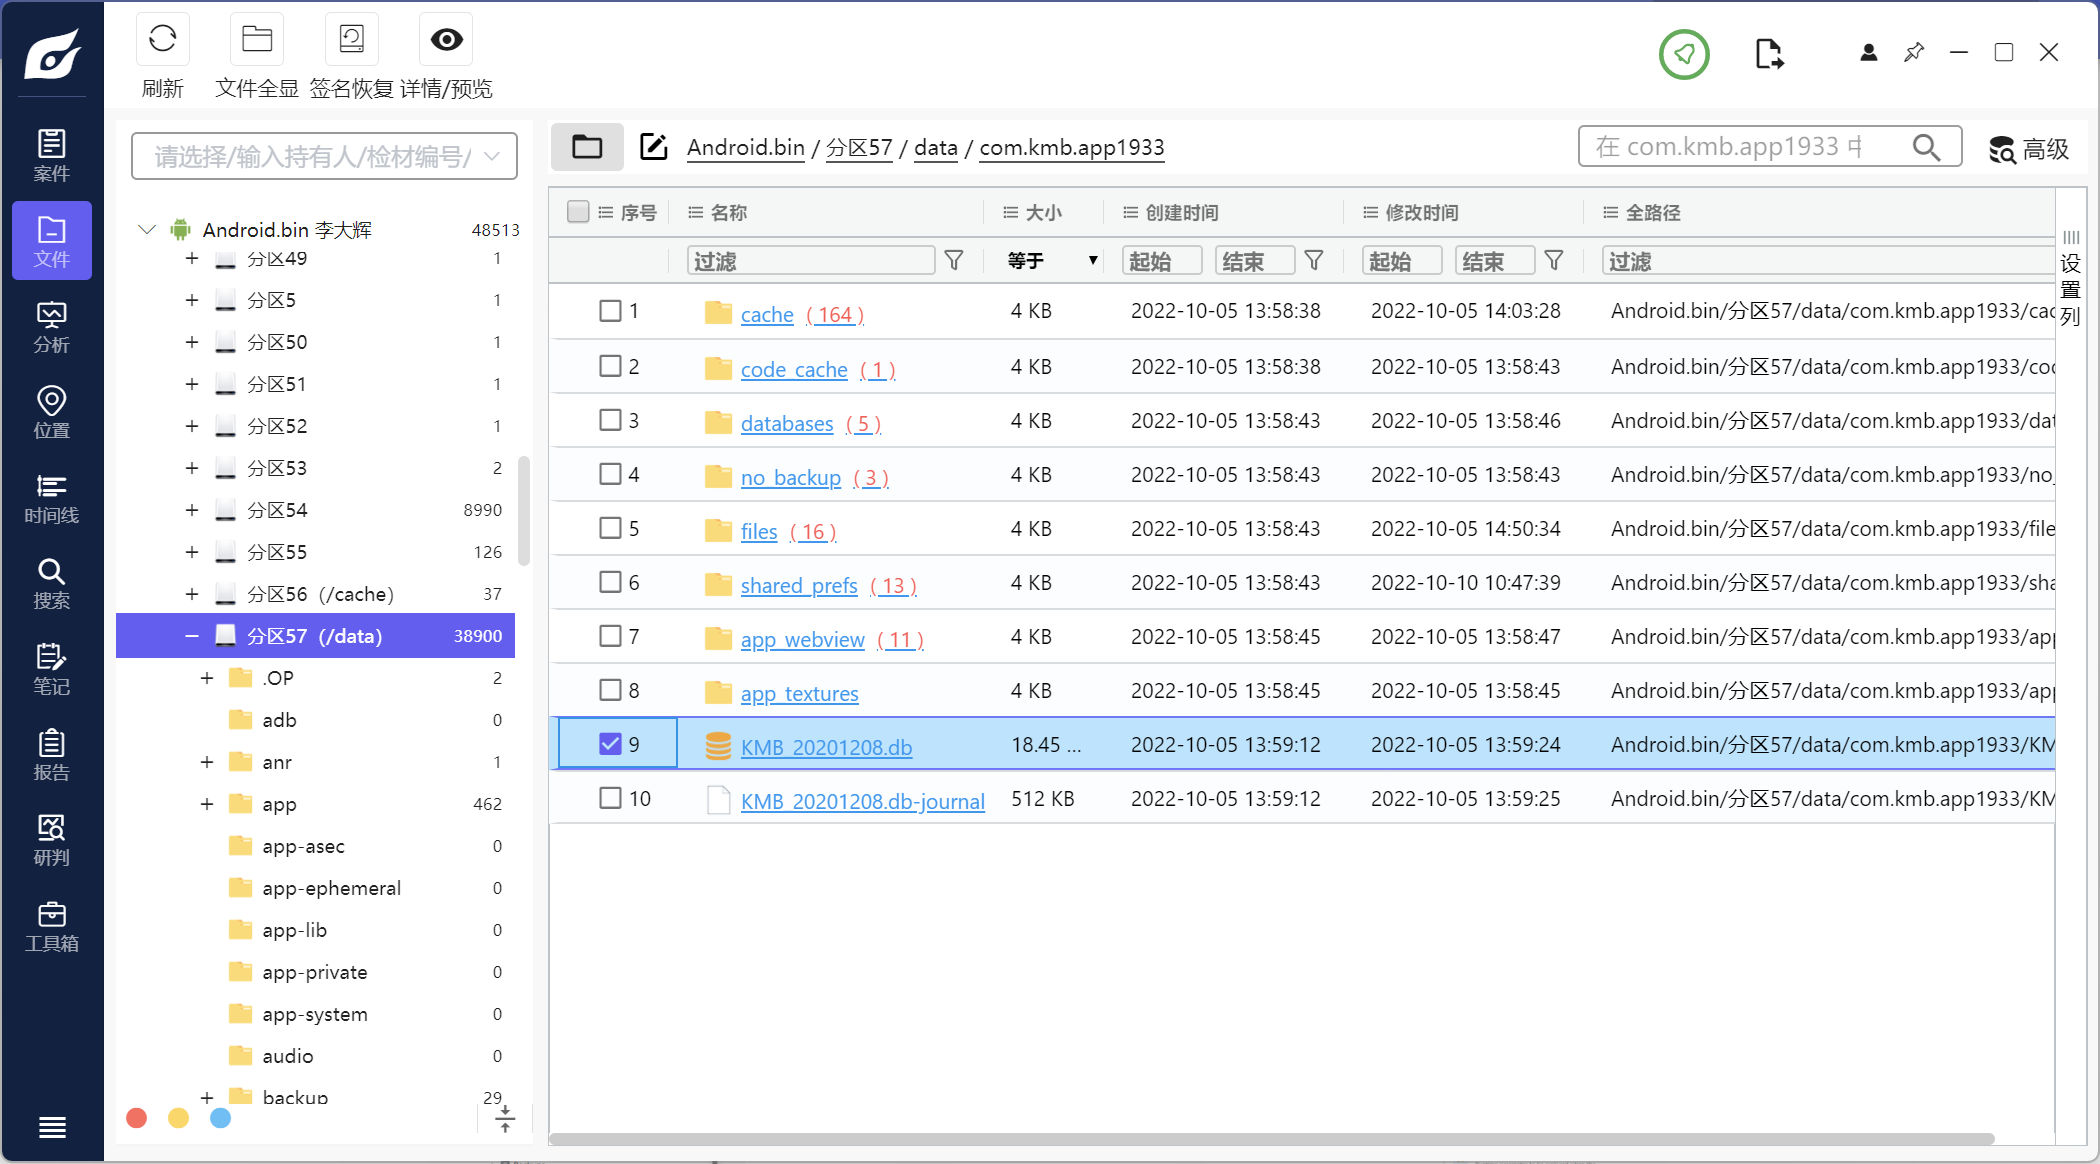 刷新 文件全显 签名恢复 详情/预览
案件
文件
分析
位置
时间线
搜索
笔记
报告
研判
工具箱
请选择/输入持有人/检材编号/
Android.bin 李大辉 48513
分区49 1
分区5 1
分区50 1
分区51 1
分区52 1
分区53 2
分区54 8990
分区55 126
分区56 (/cache) 37
分区57 (/data) 38900
.OP 2
adb 0
anr 1
app 462
app-asec 0
app-ephemeral 0
app-lib 0
app-private 0
app-system 0
audio 0
backup 29
Android.bin / 分区57 / data / com.kmb.app1933
在 com.kmb.app1933 中
高级
序号 名称 大小 创建时间 修改时间 全路径
过滤 等于 起始 结束 起始 结束 过滤
1 cache ( 164 ) 4 KB 2022-10-05 13:58:38 2022-10-05 14:03:28 Android.bin/分区57/data/com.kmb.app1933/cac
2 code_cache ( 1 ) 4 KB 2022-10-05 13:58:38 2022-10-05 13:58:43 Android.bin/分区57/data/com.kmb.app1933/coc
3 databases ( 5 ) 4 KB 2022-10-05 13:58:43 2022-10-05 13:58:46 Android.bin/分区57/data/com.kmb.app1933/dat
4 no_backup ( 3 ) 4 KB 2022-10-05 13:58:43 2022-10-05 13:58:43 Android.bin/分区57/data/com.kmb.app1933/no_
5 files ( 16 ) 4 KB 2022-10-05 13:58:43 2022-10-05 14:50:34 Android.bin/分区57/data/com.kmb.app1933/file
6 shared_prefs ( 13 ) 4 KB 2022-10-05 13:58:43 2022-10-10 10:47:39 Android.bin/分区57/data/com.kmb.app1933/sha
7 app_webview ( 11 ) 4 KB 2022-10-05 13:58:45 2022-10-05 13:58:47 Android.bin/分区57/data/com.kmb.app1933/app
8 app_textures 4 KB 2022-10-05 13:58:45 2022-10-05 13:58:45 Android.bin/分区57/data/com.kmb.app1933/app
9 KMB_20201208.db 18.45 ... 2022-10-05 13:59:12 2022-10-05 13:59:24 Android.bin/分区57/data/com.kmb.app1933/KM
10 KMB_20201208.db-journal 512 KB 2022-10-05 13:59:12 2022-10-05 13:59:25 Android.bin/分区57/data/com.kmb.app1933/KM
设置列